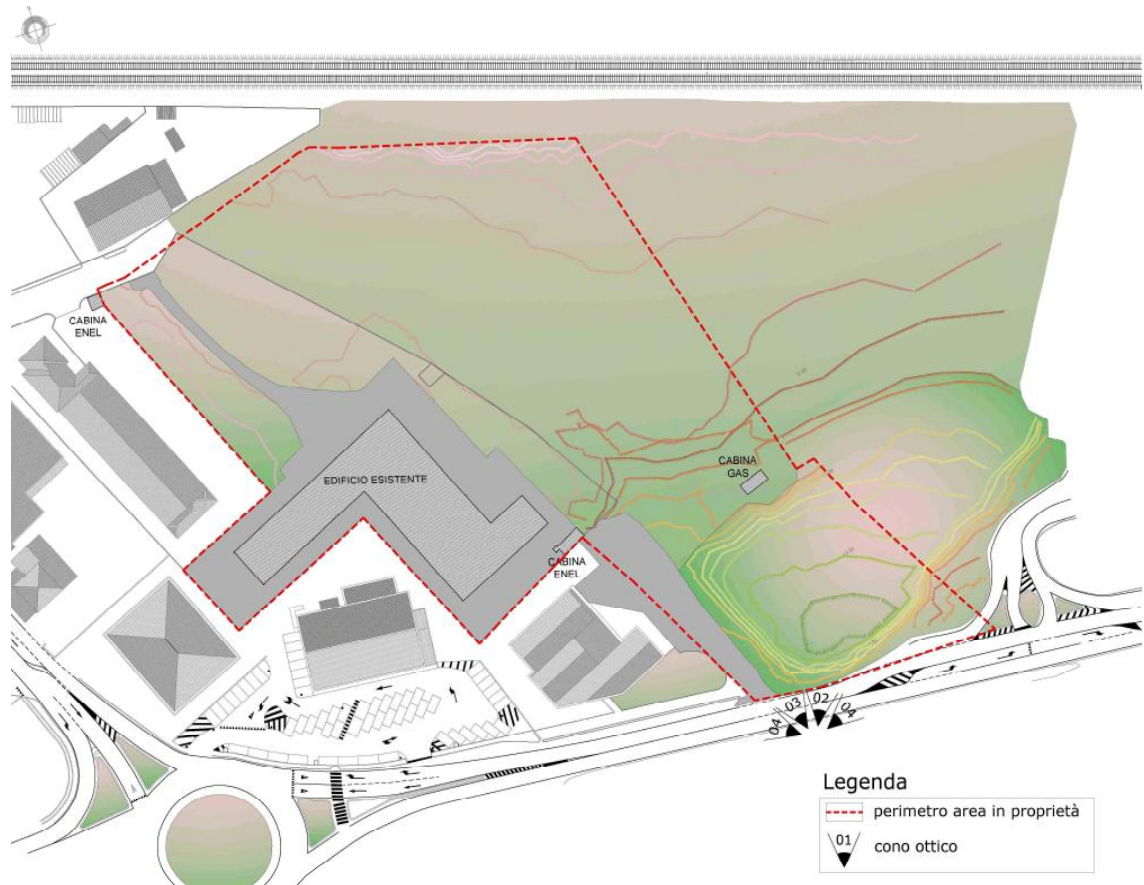 CABINA
ENEL
EDIFICIO ESISTENTE
CABINA
GAS
CABINA
ENEL
04
03
02
04
Legenda
perimetro area in proprietà
01
cono ottico